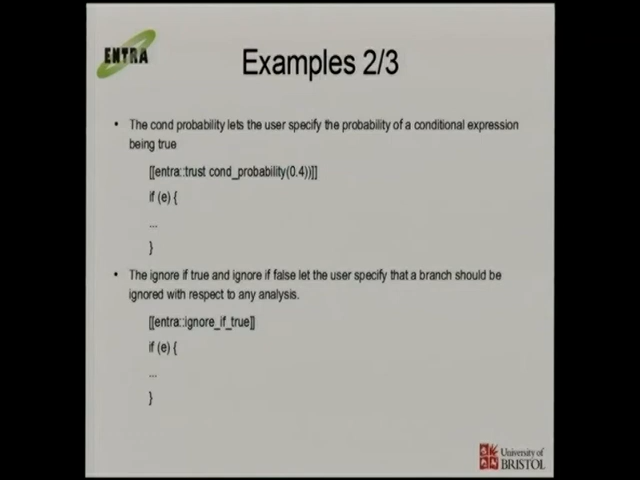 ENTRA
Examples 2/3
• The cond probability lets the user specify the probability of a conditional expression
being true
[[entra::trust cond_probability(0.4))]]
if (e) {
...
}
• The ignore if true and ignore if false let the user specify that a branch should be
ignored with respect to any analysis.
[[entra::ignore_if_true]]
if (e) {
...
}
University of
BRISTOL